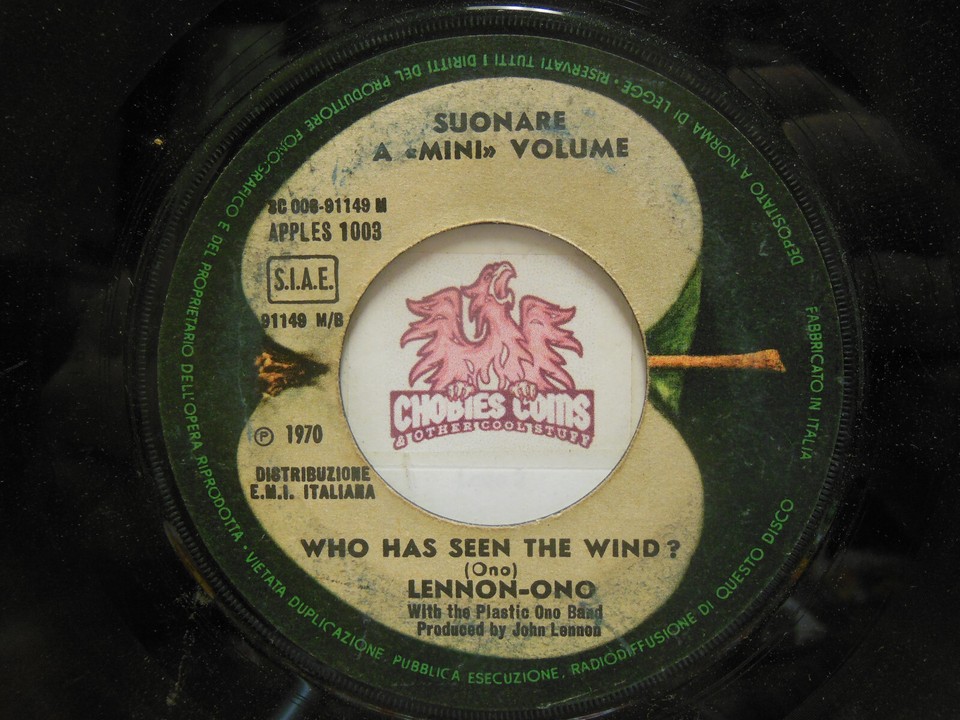 SUONARE
A «MINI» VOLUME
3C 006-91149 M
APPLES 1003
S.I.A.E.
91149 M/B
℗ 1970
DISTRIBUZIONE
E.M.I. ITALIANA
WHO HAS SEEN THE WIND?
(Ono)
LENNON-ONO
With the Plastic Ono Band
Produced by John Lennon
CHOBIES COINS
& OTHER COOL STUFF
RISERVATI TUTTI I DIRITTI DEL PRODUTTORE FONOGRAFICO E DEL PROPRIETARIO DELL'OPERA RIPRODOTTA · VIETATA DUPLICAZIONE PUBBLICA ESECUZIONE, RADIODIFFUSIONE DI QUESTO DISCO
FABBRICATO IN ITALIA
DEPOSITATO A NORMA DI LEGGE ·